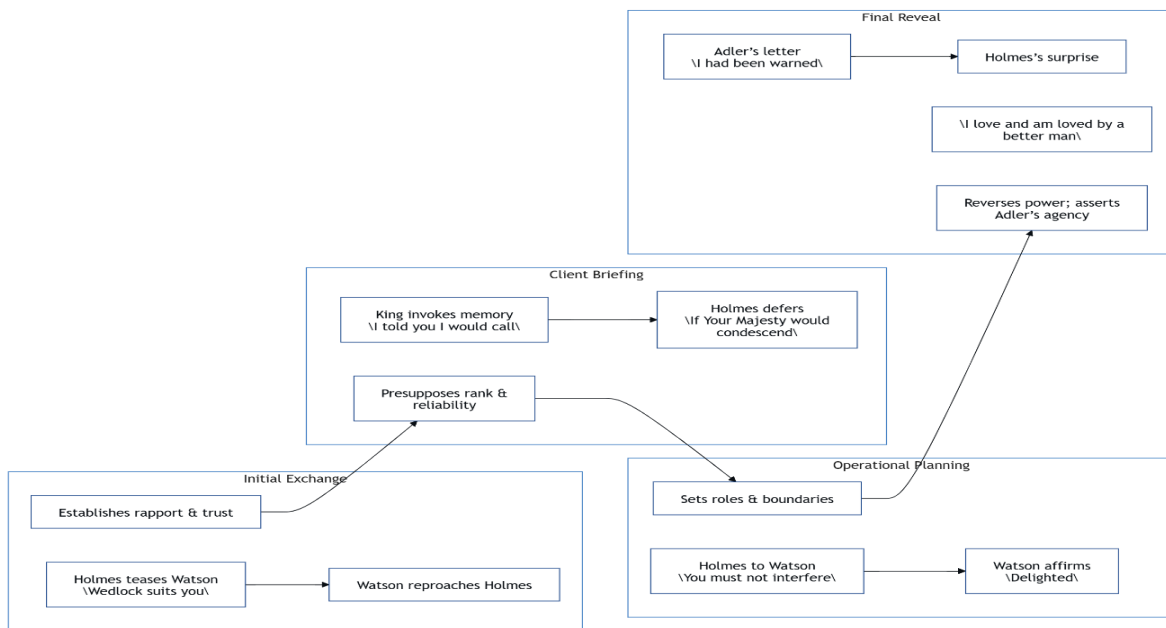 Final Reveal
Adler’s letter
\I had been warned\
Holmes’s surprise
\I love and am loved by a
better man\
Reverses power; asserts
Adler’s agency
Client Briefing
King invokes memory
\I told you I would call\
Holmes defers
\If Your Majesty would
condescend\
Presupposes rank &
reliability
Initial Exchange
Establishes rapport & trust
Holmes teases Watson
\Wedlock suits you\
Watson reproaches Holmes
Operational Planning
Sets roles & boundaries
Holmes to Watson
\You must not interfere\
Watson affirms
\Delighted\